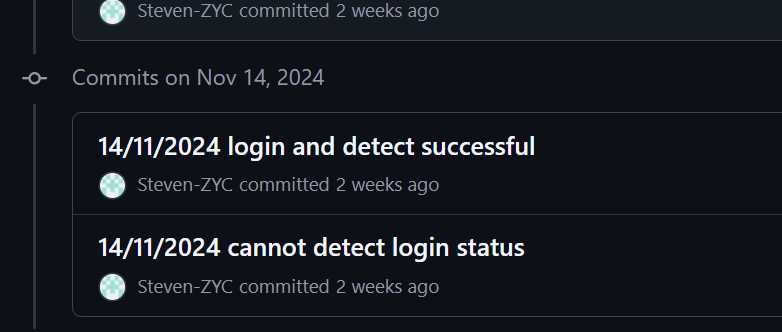 Steven-ZYC committed 2 weeks ago
Commits on Nov 14, 2024
14/11/2024 login and detect successful
Steven-ZYC committed 2 weeks ago
14/11/2024 cannot detect login status
Steven-ZYC committed 2 weeks ago